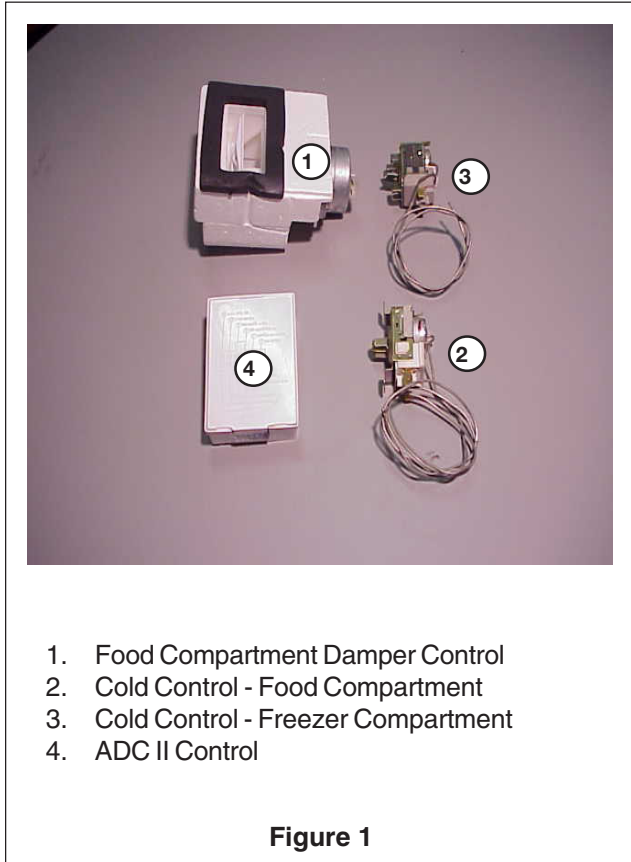 1
3
2
4
1. Food Compartment Damper Control
2. Cold Control - Food Compartment
3. Cold Control - Freezer Compartment
4. ADC II Control
Figure 1